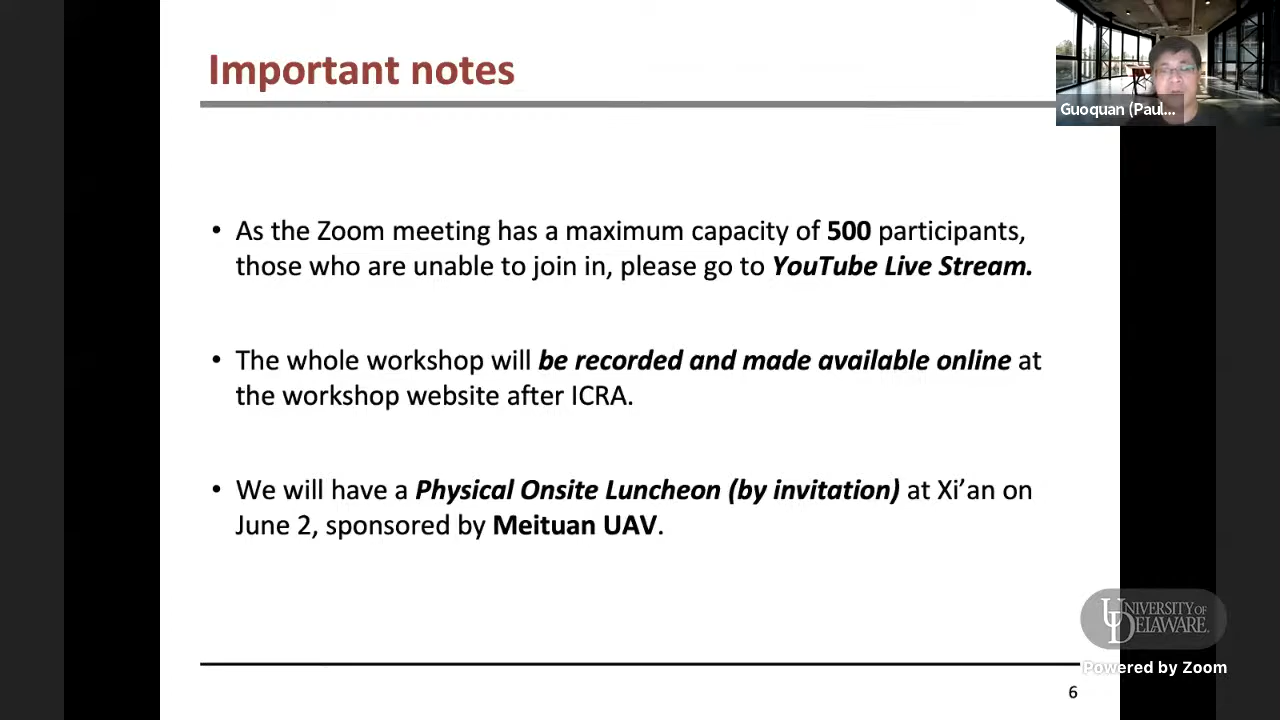 Important notes
Guoquan (Paul...
• As the Zoom meeting has a maximum capacity of 500 participants,
those who are unable to join in, please go to YouTube Live Stream.
• The whole workshop will be recorded and made available online at
the workshop website after ICRA.
• We will have a Physical Onsite Luncheon (by invitation) at Xi’an on
June 2, sponsored by Meituan UAV.
UNIVERSITY OF
DELAWARE.
Powered by Zoom
6